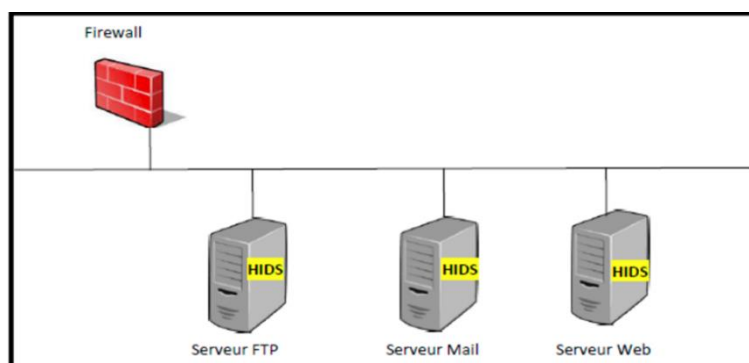 Firewall
HIDS
HIDS
HIDS
Serveur FTP
Serveur Mail
Serveur Web